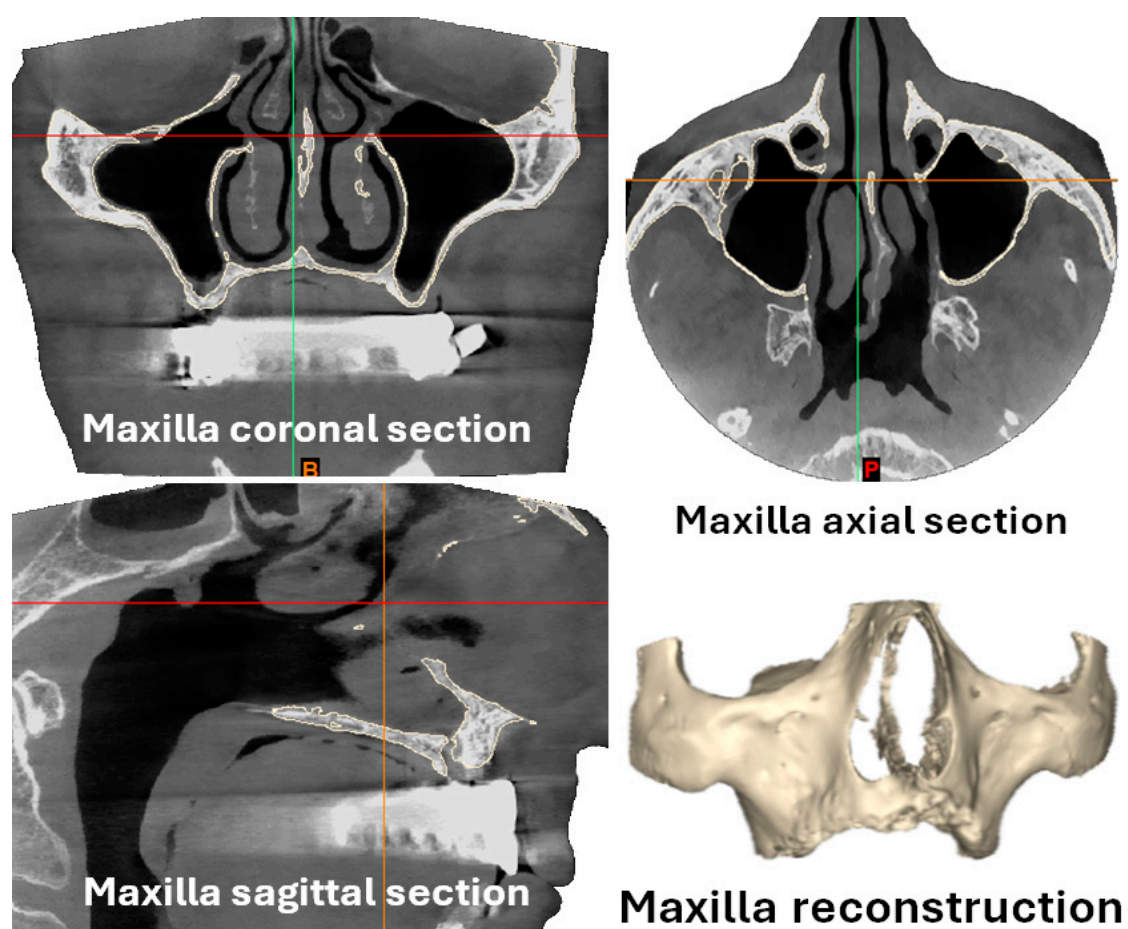 Maxilla coronal section
B
P
Maxilla axial section
Maxilla sagittal section
Maxilla reconstruction